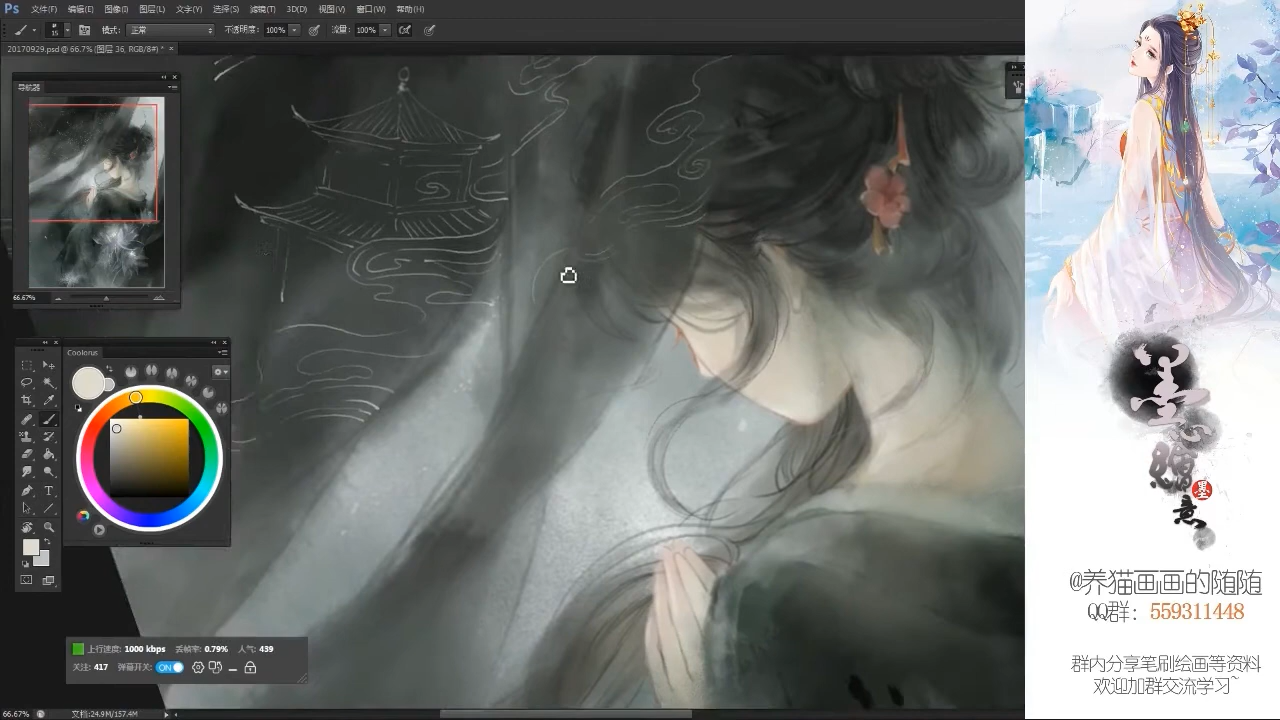 Ps 文件(F) 编辑(E) 图像(I) 图层(L) 文字(Y) 选择(S) 滤镜(T) 3D(D) 视图(V) 窗口(W) 帮助(H)
15 模式: 正常 不透明度: 100% 流量: 100%
20170929.psd @ 66.7% (图层 36, RGB/8#) *
导航器
66.67%
Coolorus
上行速度: 1000 kbps 丢帧率: 0.79% 人气: 439
关注: 417 弹幕开关: ON
66.67% 文档:24.9M/157.4M
墨
心
随
墨
意
@养猫画画的随随
QQ群: 559311448
群内分享笔刷绘画等资料
欢迎加群交流学习~